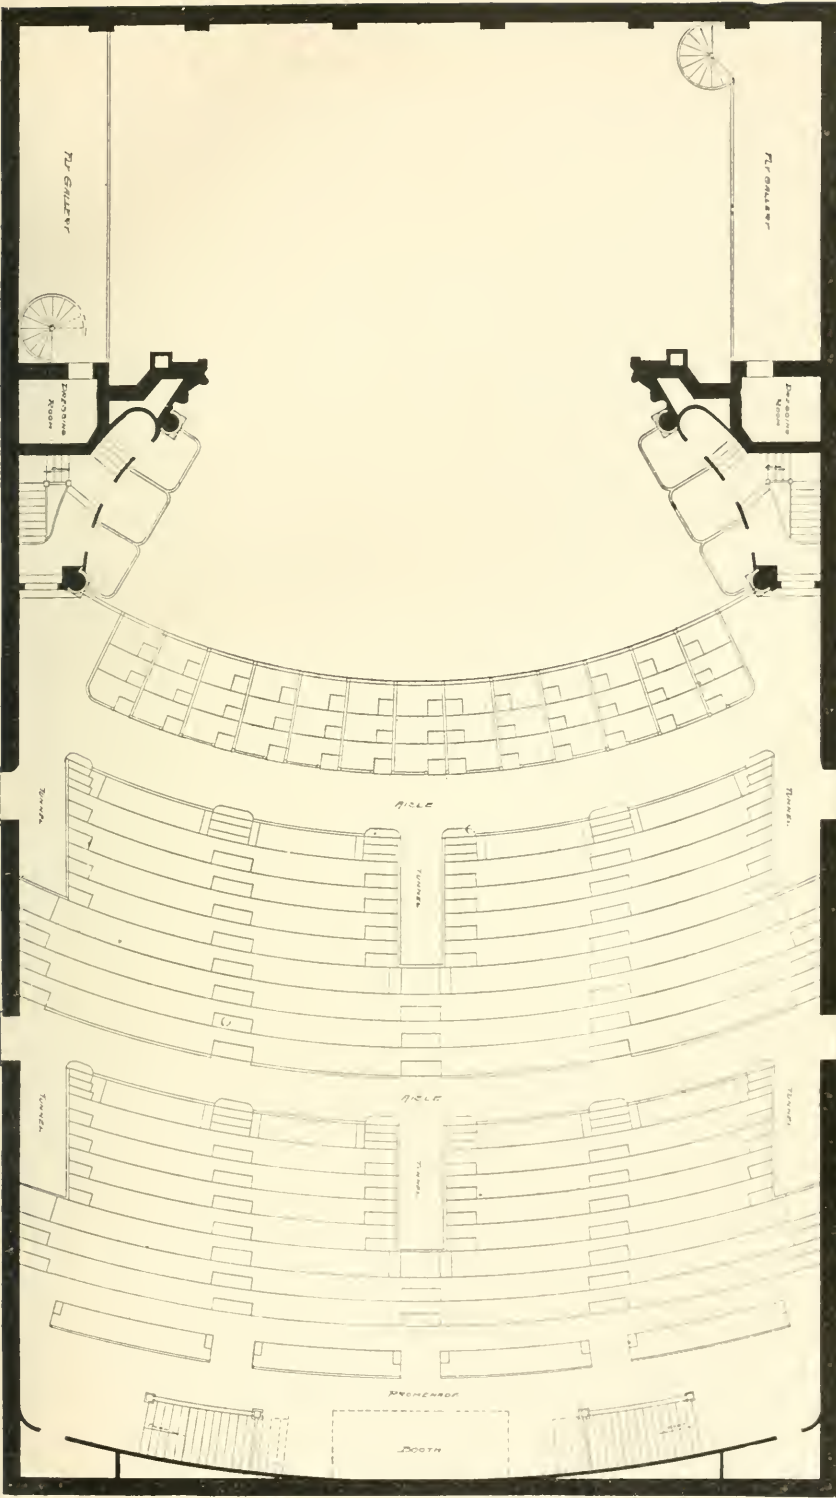 FLY GALLERY
FLY GALLERY
DRESSING
ROOM
DRESSING
ROOM
AISLE
TUNNEL
TUNNEL
TUNNEL
AISLE
TUNNEL
TUNNEL
TUNNEL
PROMENADE
BOOTH